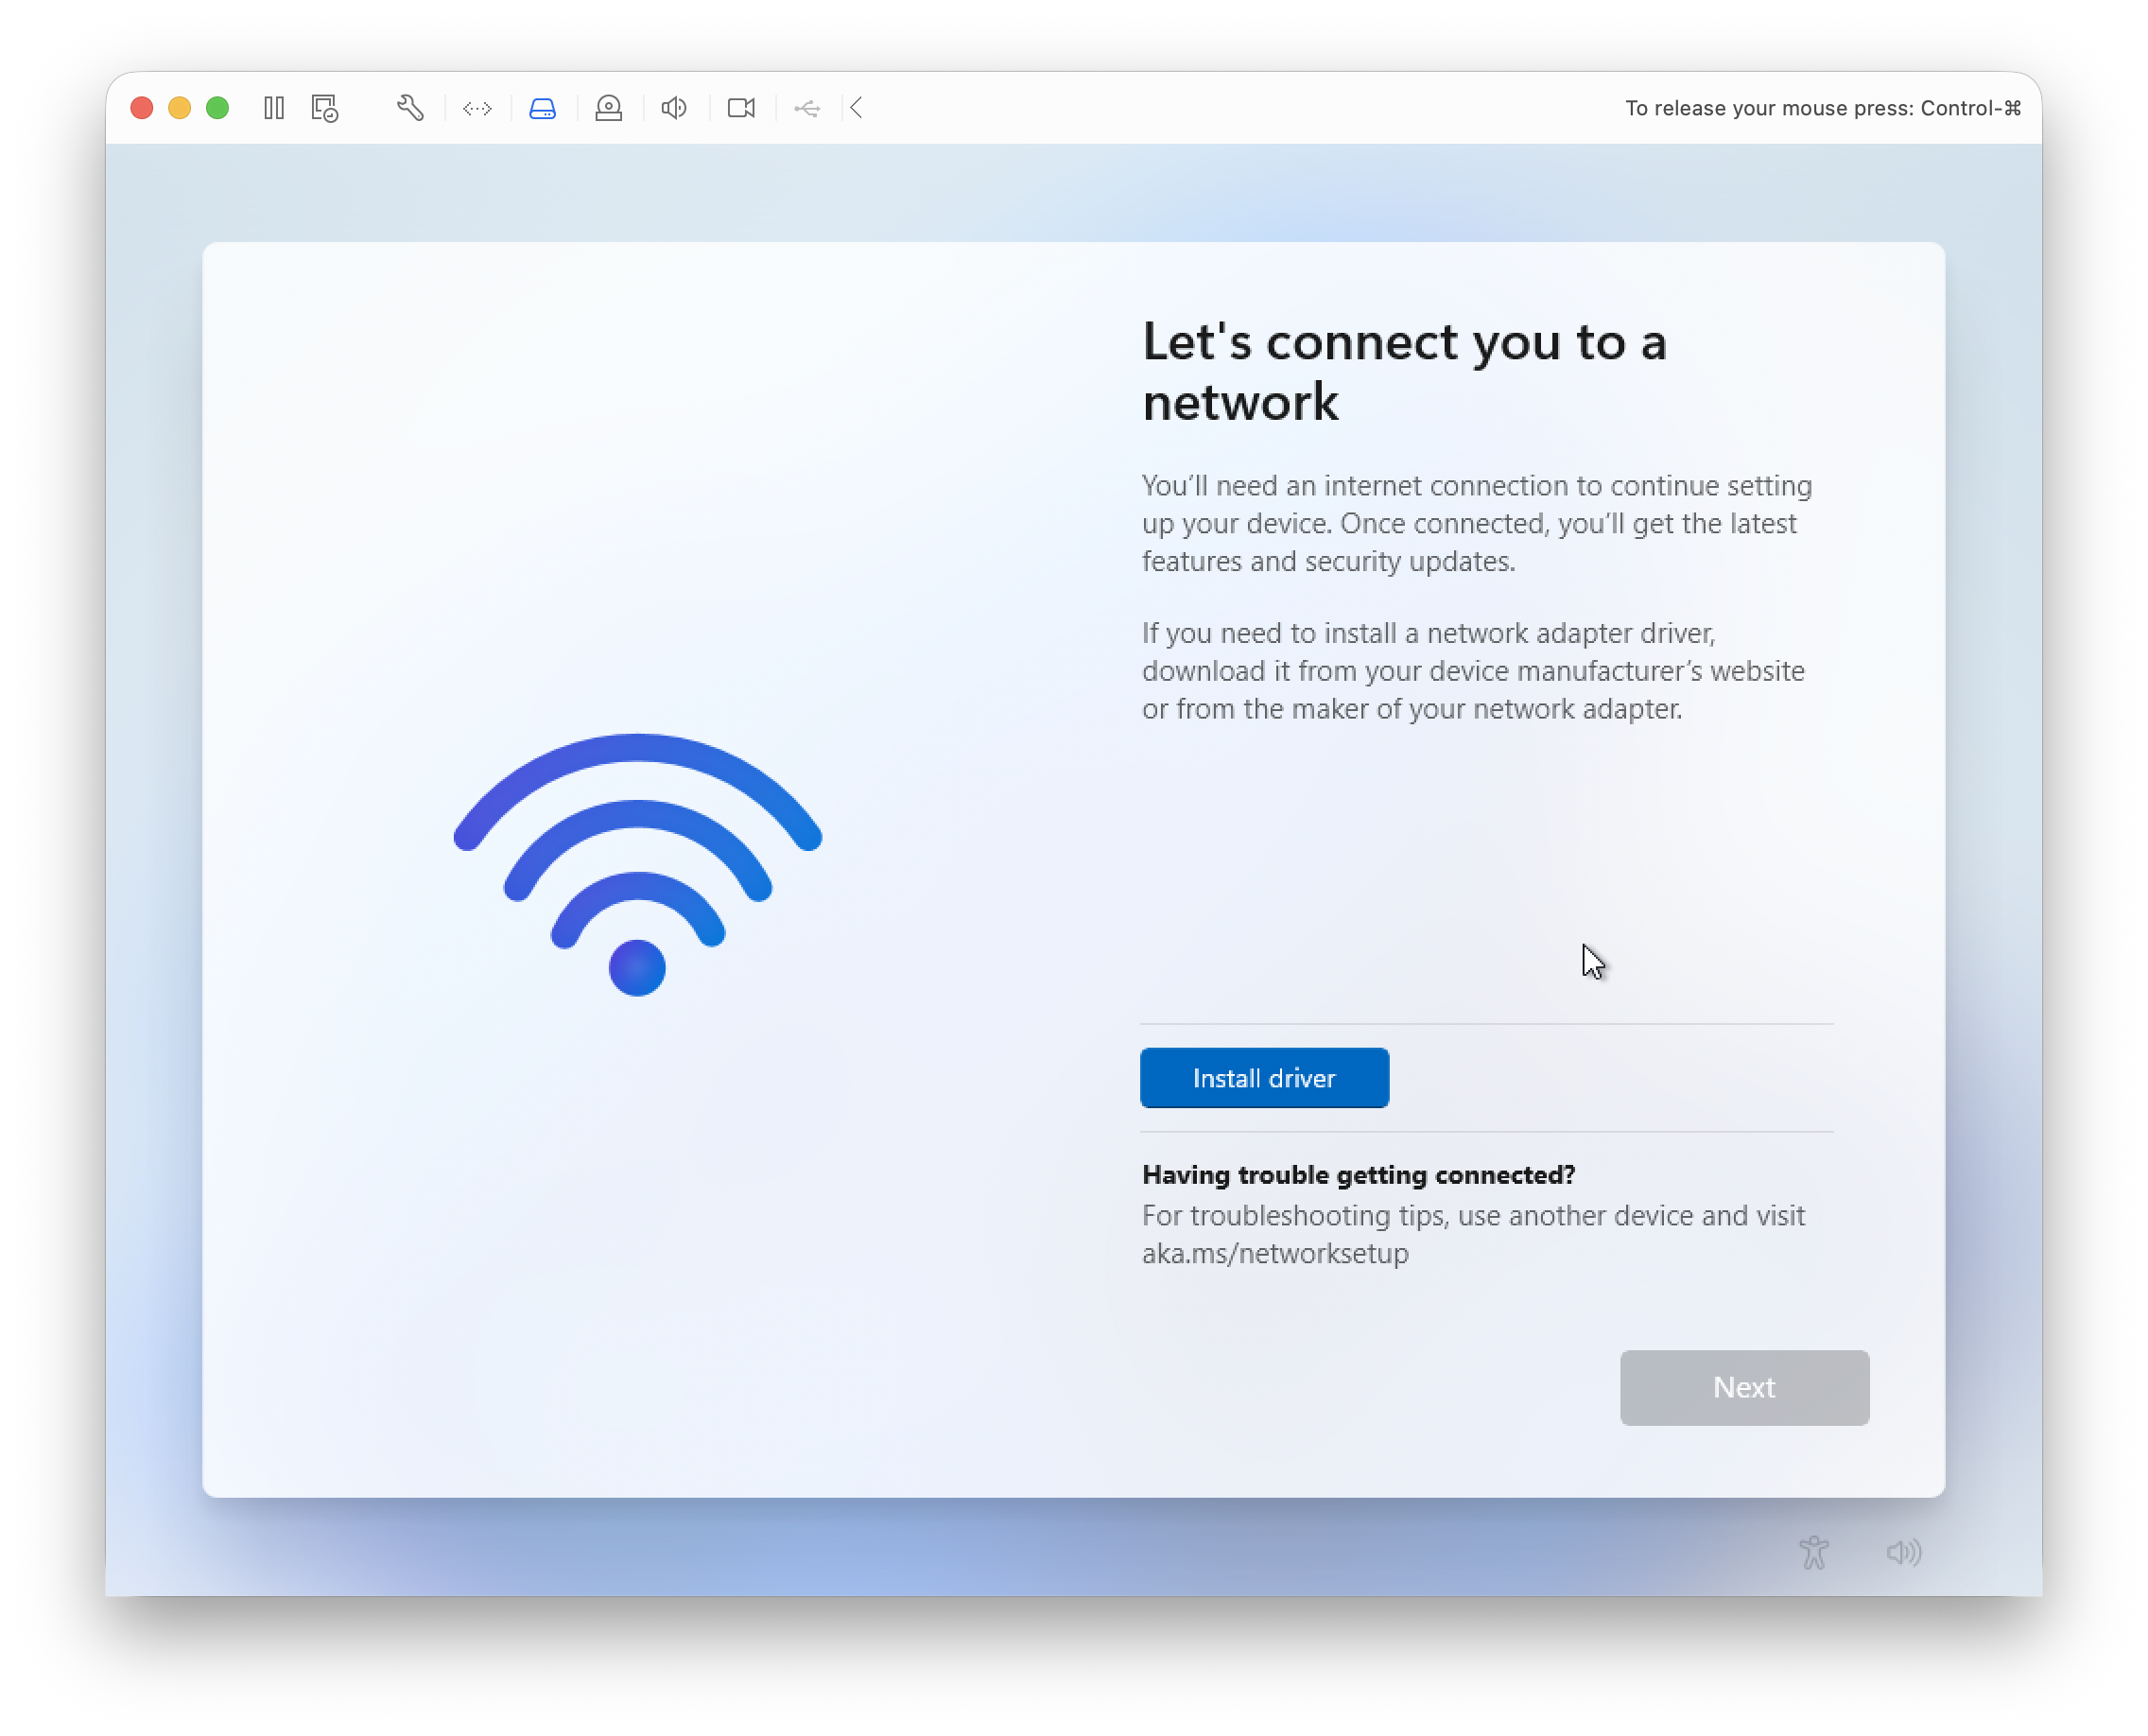 To release your mouse press: Control-⌘
Let's connect you to a
network
You’ll need an internet connection to continue setting
up your device. Once connected, you’ll get the latest
features and security updates.
If you need to install a network adapter driver,
download it from your device manufacturer’s website
or from the maker of your network adapter.
Install driver
Having trouble getting connected?
For troubleshooting tips, use another device and visit
aka.ms/networksetup
Next